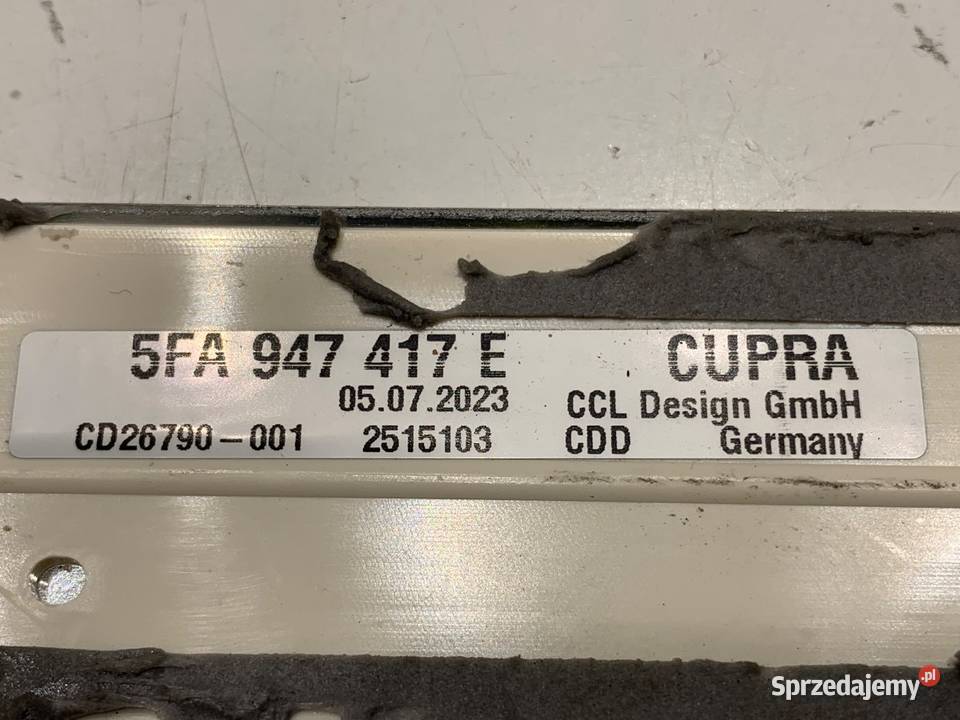 5FA 947 417 E CUPRA
05.07.2023 CCL Design GmbH
CD26790-001 2515103 CDD Germany
Sprzedajemy.pl